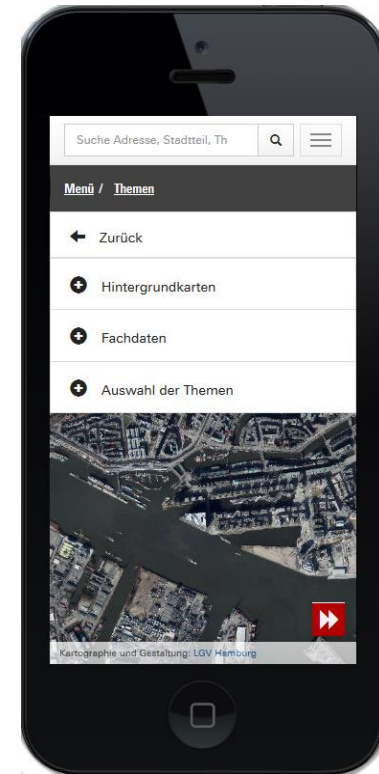 Suche Adresse, Stadtteil, Th
Menü / Themen
Zurück
Hintergrundkarten
Fachdaten
Auswahl der Themen
Kartographie und Gestaltung: LGV Hamburg